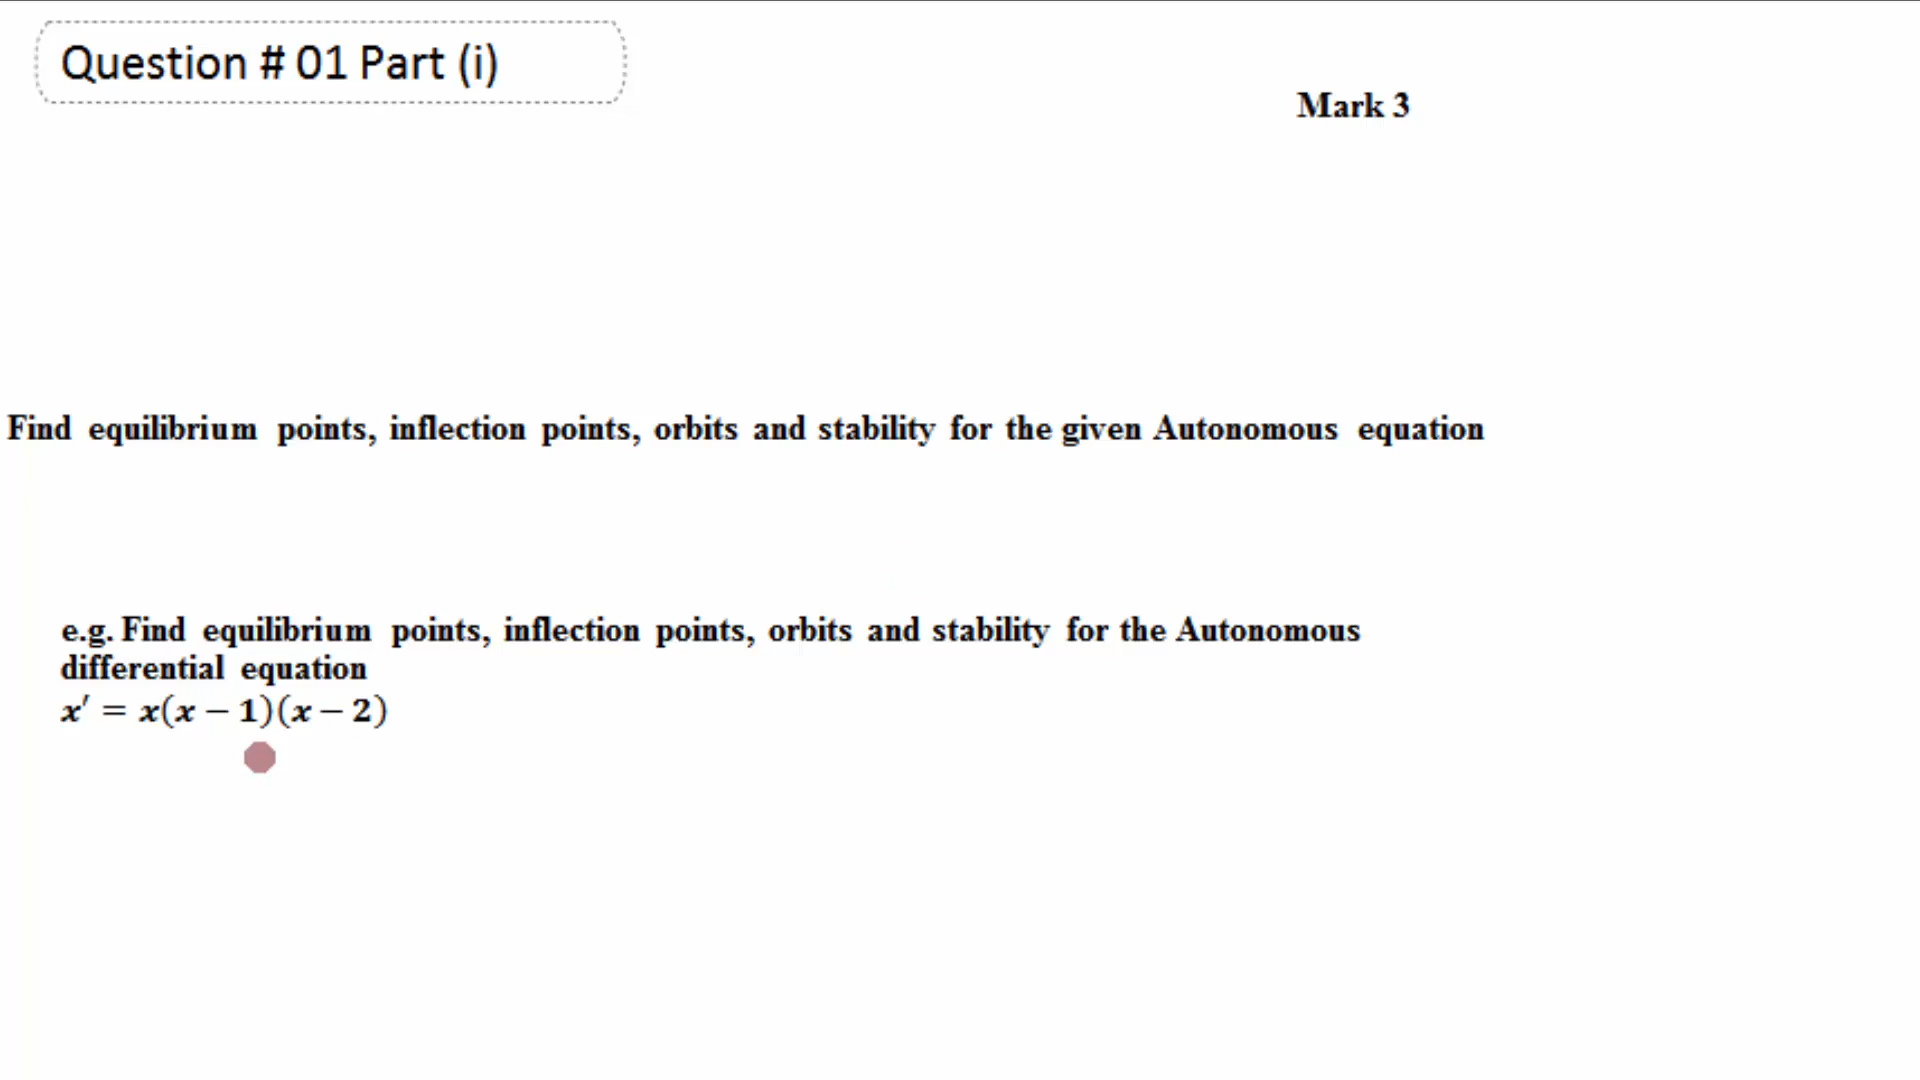 Question # 01 Part (i)
Mark 3
Find equilibrium points, inflection points, orbits and stability for the given Autonomous equation
e.g. Find equilibrium points, inflection points, orbits and stability for the Autonomous
differential equation
x′ = x(x − 1)(x − 2)